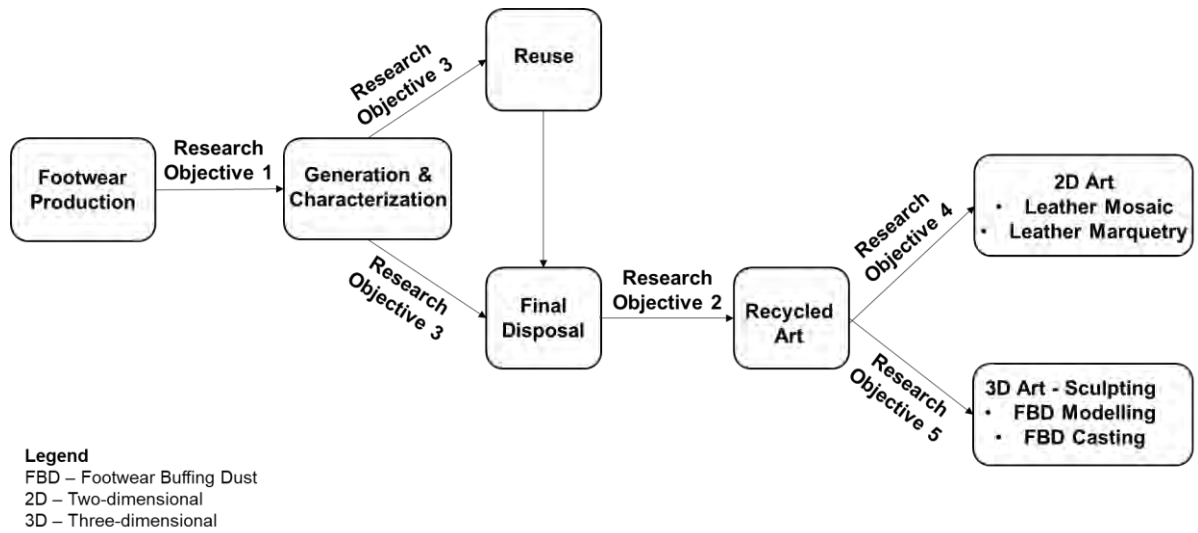 Reuse
Research
Objective 3
Footwear
Production
Research
Objective 1
Generation &
Characterization
Research
Objective 3
Final
Disposal
Research
Objective 2
Recycled
Art
Research
Objective 4
2D Art
• Leather Mosaic
• Leather Marquetry
Research
Objective 5
3D Art - Sculpting
• FBD Modelling
• FBD Casting
Legend
FBD – Footwear Buffing Dust
2D – Two-dimensional
3D – Three-dimensional